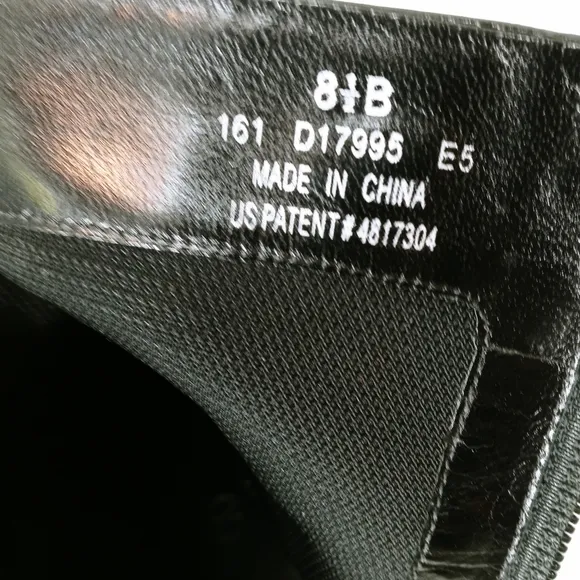 8½B
161 D17995 E5
MADE IN CHINA
US PATENT#4817304